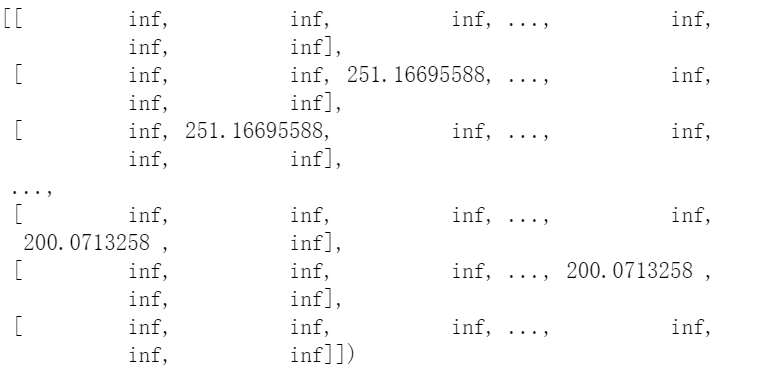 [[ inf, inf, inf, ..., inf,
inf, inf],
[ inf, inf, 251.16695588, ..., inf,
inf, inf],
[ inf, 251.16695588, inf, ..., inf,
inf, inf],
...,
[ inf, inf, inf, ..., inf,
200.0713258 , inf],
[ inf, inf, inf, ..., 200.0713258 ,
inf, inf],
[ inf, inf, inf, ..., inf,
inf, inf]])